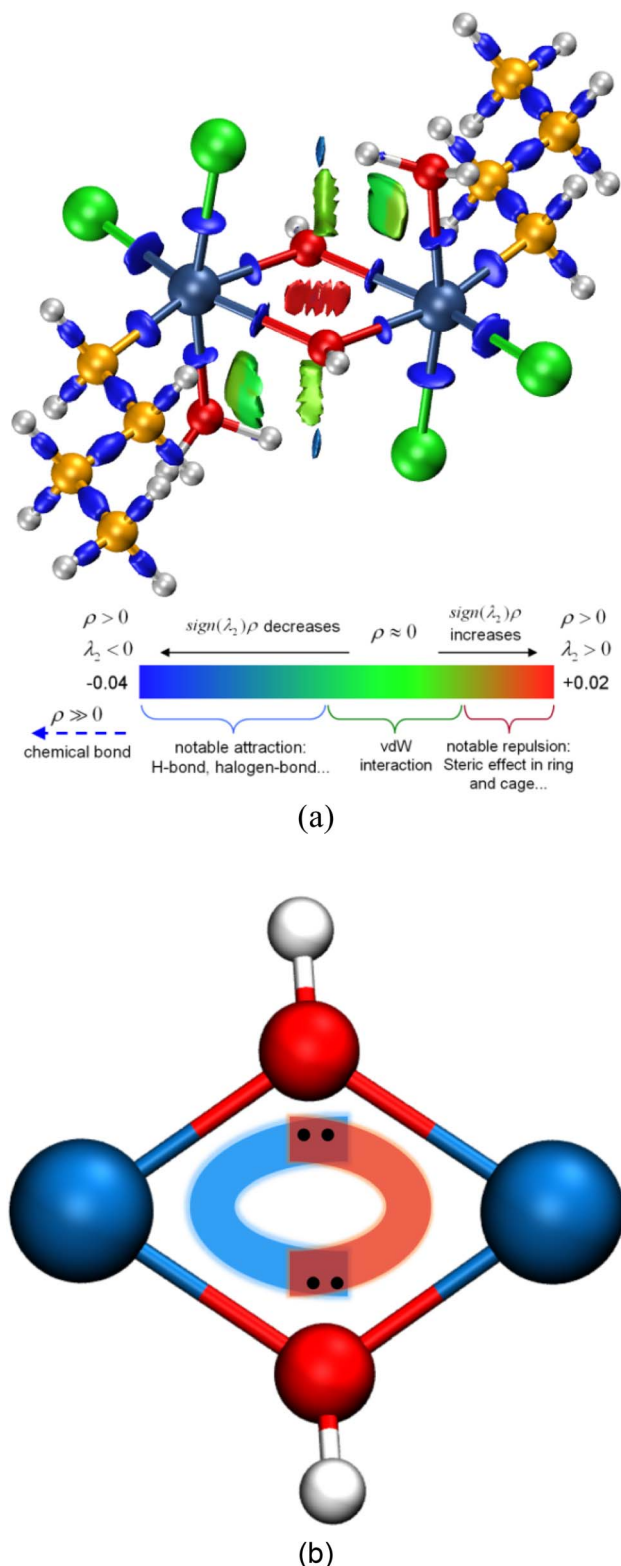 ρ > 0
λ₂ < 0
-0.04
sign(λ₂)ρ decreases
ρ ≈ 0
sign(λ₂)ρ
increases
ρ > 0
λ₂ > 0
+0.02
ρ ≫ 0
chemical bond
notable attraction:
H-bond, halogen-bond...
vdW
interaction
notable repulsion:
Steric effect in ring
and cage...
(a)
(b)